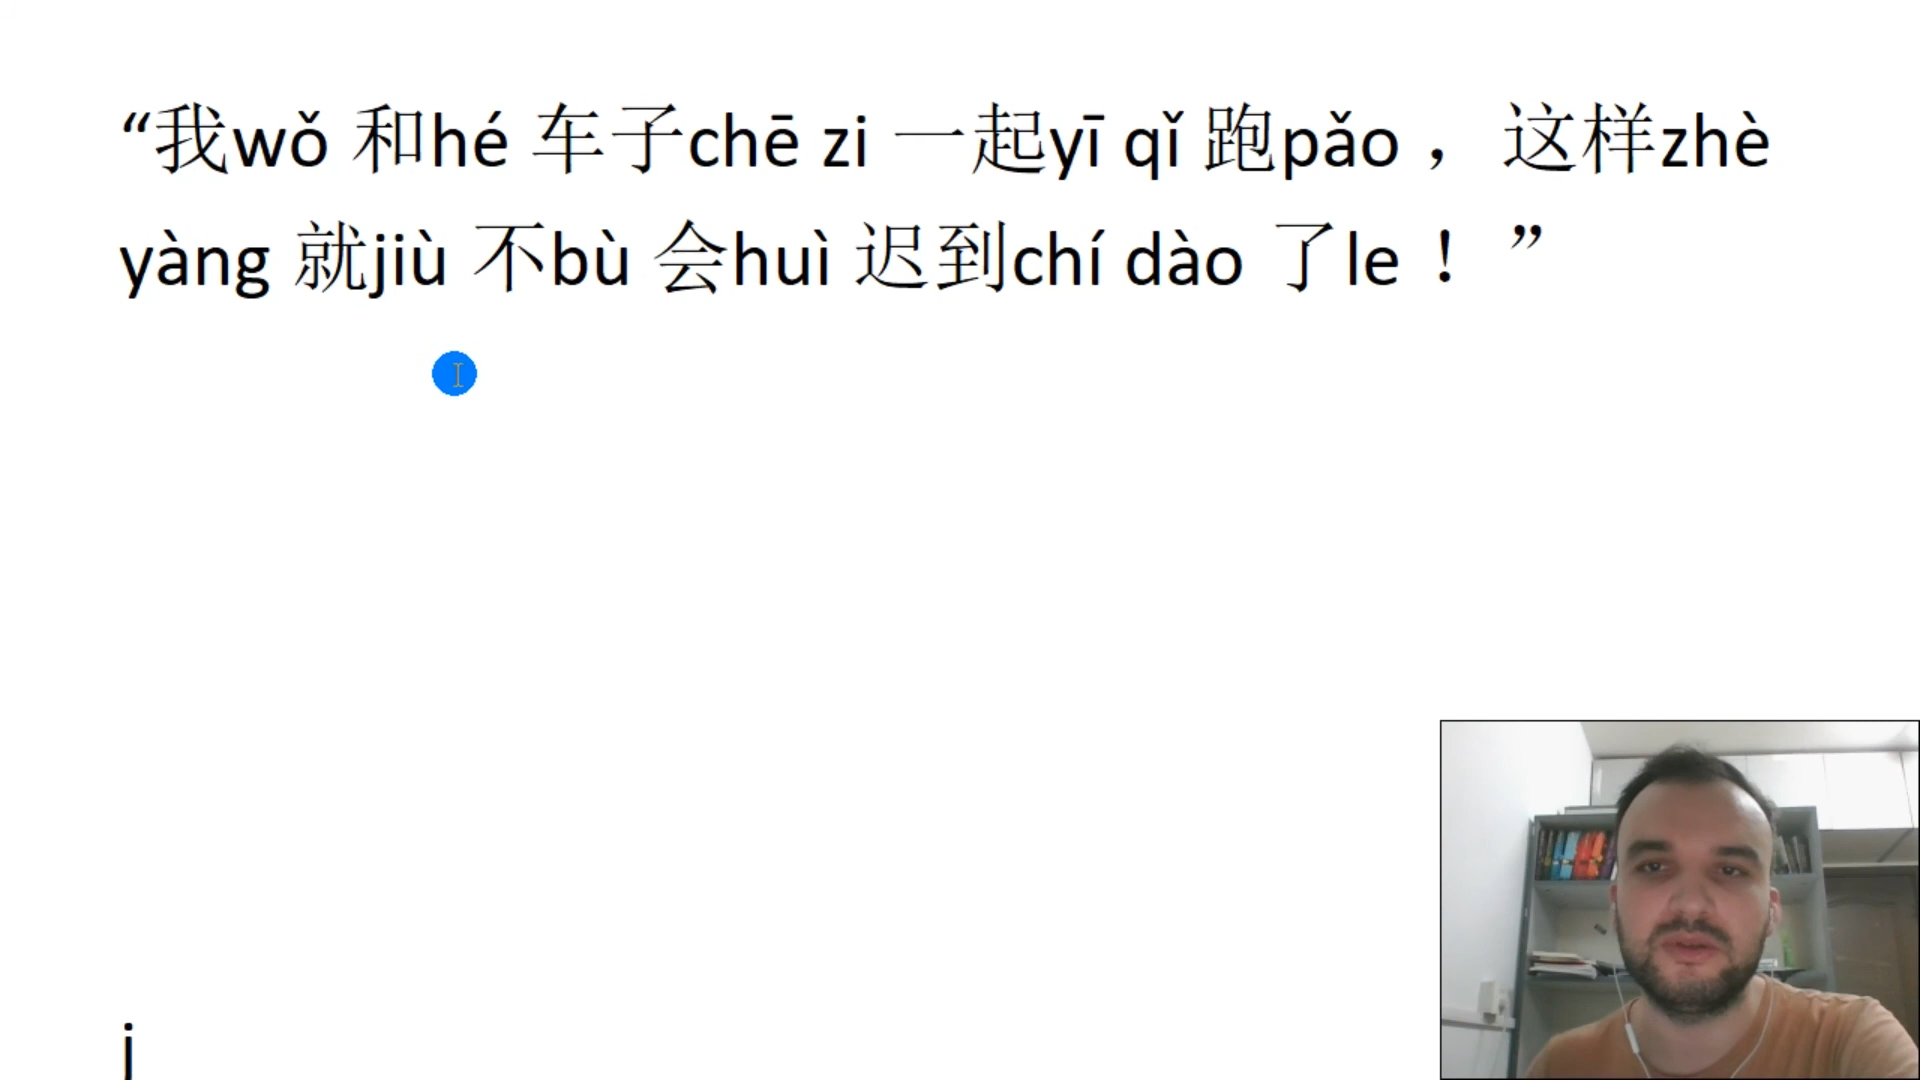 “我wǒ 和hé 车子chē zi 一起yī qǐ 跑pǎo ，这样zhè
yàng 就jiù 不bù 会huì 迟到chí dào 了le ！”
j